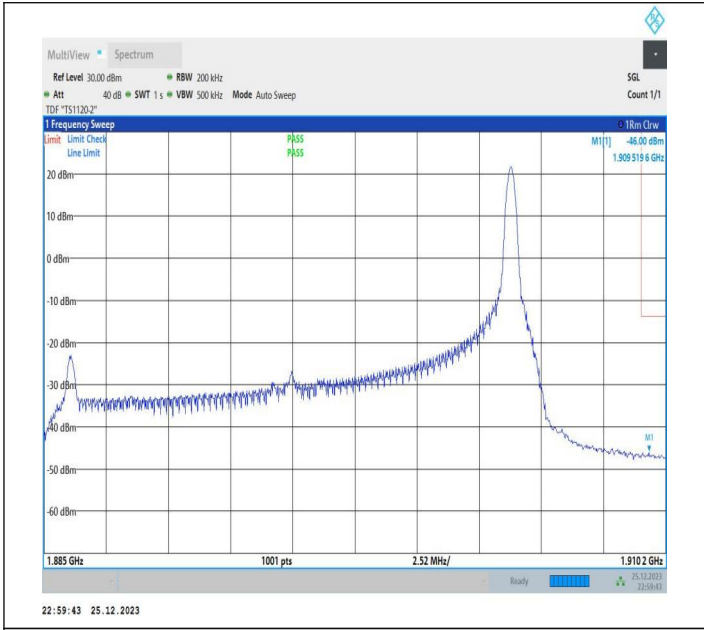 R&S
MultiView Spectrum
Ref Level 30.00 dBm RBW 200 kHz SGL
Att 40 dB SWT 1 s VBW 500 kHz Mode Auto Sweep Count 1/1
TDF "TS1120-2"
1 Frequency Sweep 1Rm Clrw
Limit Limit Check PASS M1[1] -46.00 dBm
Line Limit PASS 1.909 519 6 GHz
20 dBm
10 dBm
0 dBm
-10 dBm
-20 dBm
-30 dBm
-40 dBm
M1
-50 dBm
-60 dBm
1.885 GHz 1001 pts 2.52 MHz/ 1.910 2 GHz
Ready 25.12.2023
22:59:43
22:59:43 25.12.2023